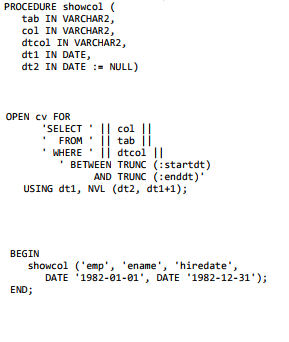 PROCEDURE showcol (
tab IN VARCHAR2,
col IN VARCHAR2,
dtcol IN VARCHAR2,
dt1 IN DATE,
dt2 IN DATE := NULL)
OPEN cv FOR
'SELECT ' || col ||
' FROM ' || tab ||
' WHERE ' || dtcol ||
' BETWEEN TRUNC (:startdt)
AND TRUNC (:enddt)'
USING dt1, NVL (dt2, dt1+1);
BEGIN
showcol ('emp', 'ename', 'hiredate',
DATE '1982-01-01', DATE '1982-12-31');
END;